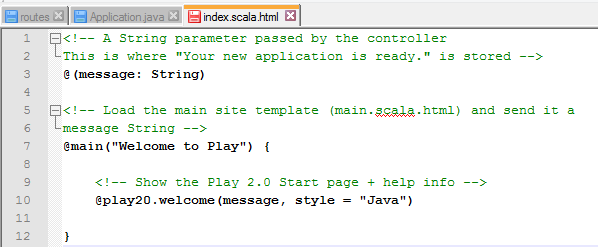 routes Application.java index.scala.html
1 <!-- A String parameter passed by the controller
2 This is where "Your new application is ready." is stored -->
3 @(message: String)
4
5 <!-- Load the main site template (main.scala.html) and send it a
6 message String -->
7 @main("Welcome to Play") {
8
9 <!-- Show the Play 2.0 Start page + help info -->
10 @play20.welcome(message, style = "Java")
11
12 }